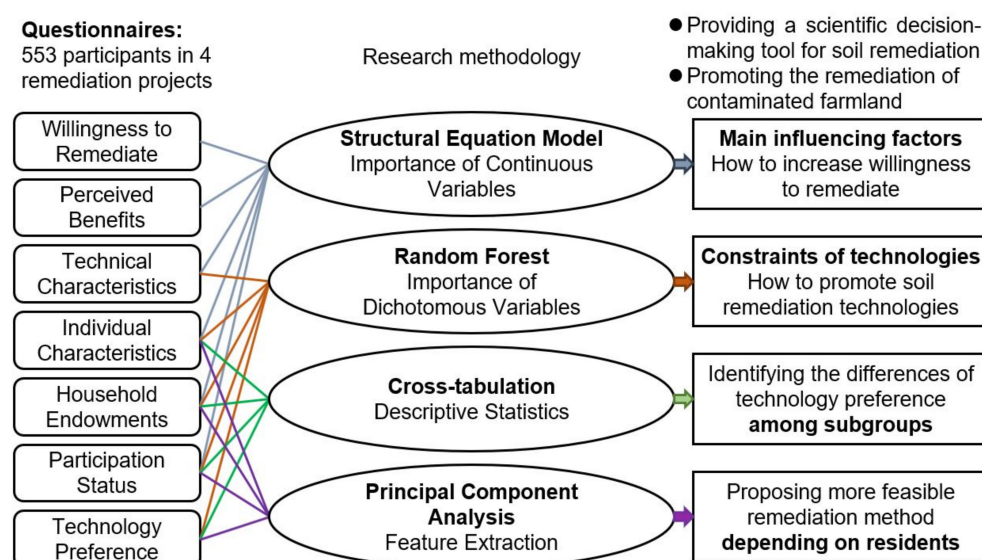 Questionnaires:
553 participants in 4
remediation projects
Willingness to
Remediate
Perceived
Benefits
Technical
Characteristics
Individual
Characteristics
Household
Endowments
Participation
Status
Technology
Preference
Research methodology
Structural Equation Model
Importance of Continuous
Variables
Random Forest
Importance of
Dichotomous Variables
Cross-tabulation
Descriptive Statistics
Principal Component
Analysis
Feature Extraction
● Providing a scientific decision-
making tool for soil remediation
● Promoting the remediation of
contaminated farmland
Main influencing factors
How to increase willingness
to remediate
Constraints of technologies
How to promote soil
remediation technologies
Identifying the differences of
technology preference
among subgroups
Proposing more feasible
remediation method
depending on residents